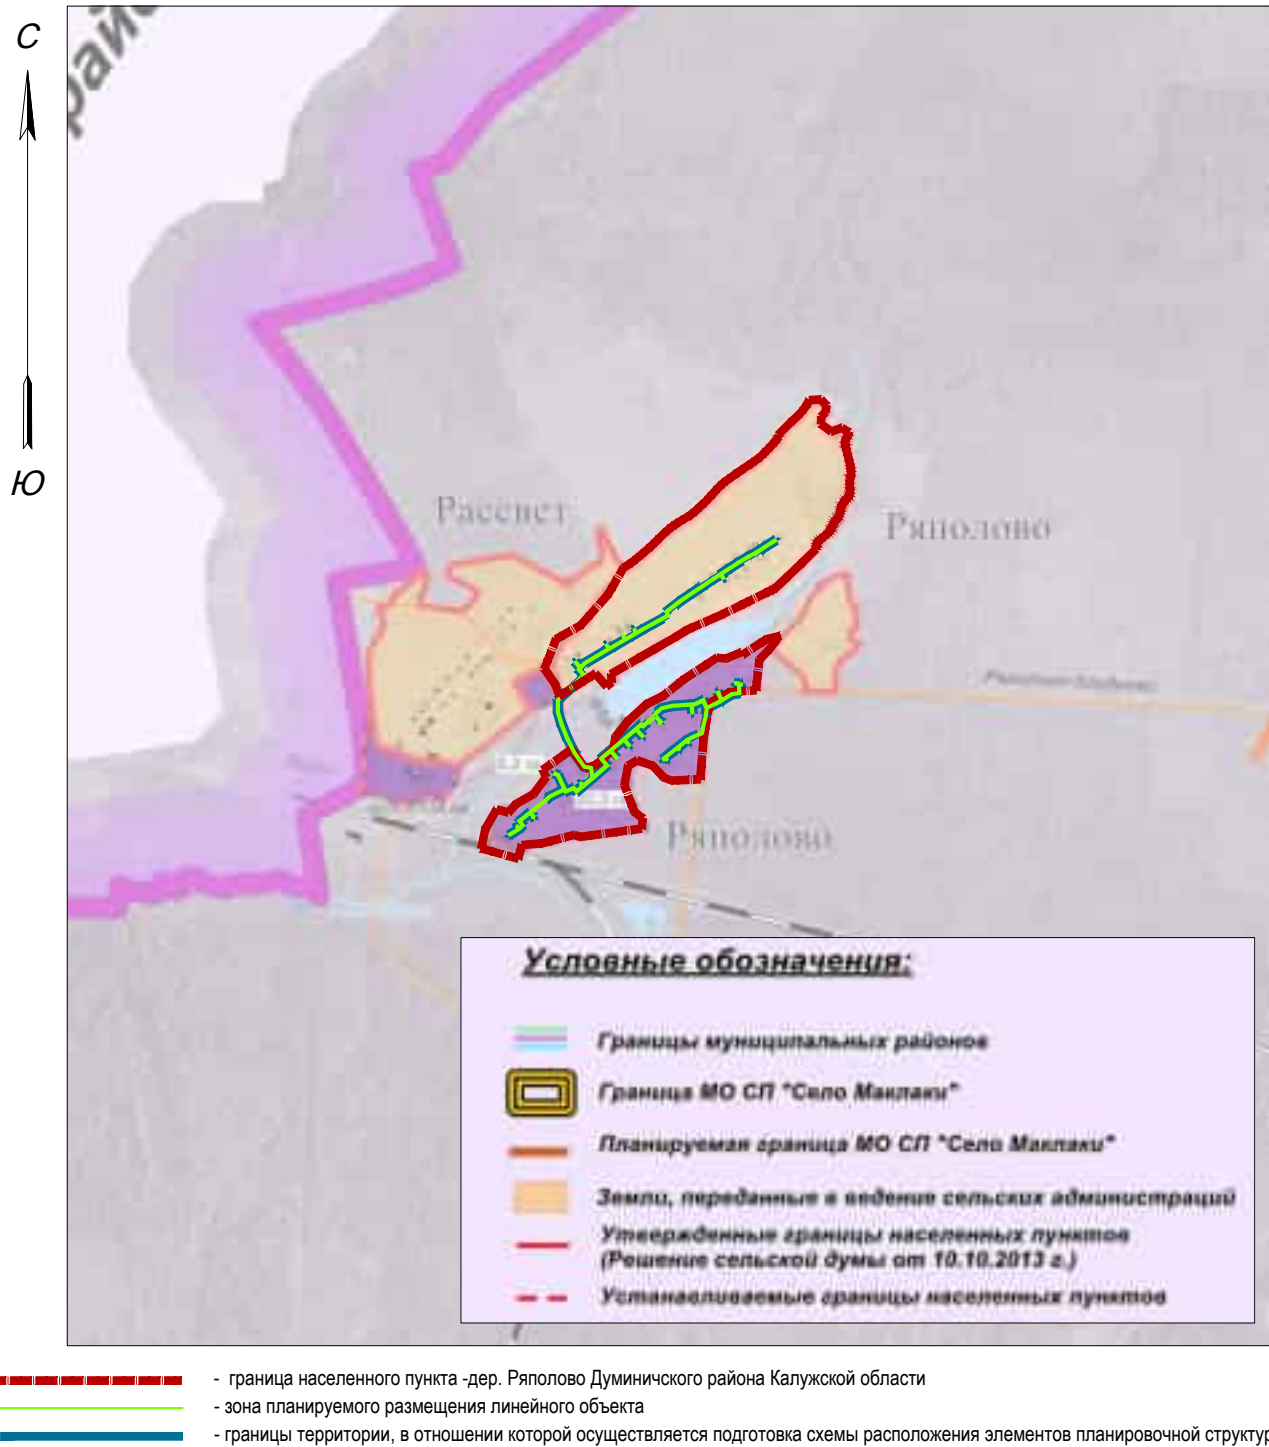 С
Ю
Рассвет
Ряполово
Ряполово
Условные обозначения:
Границы муниципальных районов
Граница МО СП "Село Маклаки"
Планируемая граница МО СП "Село Маклаки"
Земли, переданные в ведение сельских администраций
Утвержденные границы населенных пунктов
(Решение сельской думы от 10.10.2013 г.)
Устанавливаемые границы населенных пунктов
- граница населенного пункта -дер. Ряполово Думиничского района Калужской области
- зона планируемого размещения линейного объекта
- границы территории, в отношении которой осуществляется подготовка схемы расположения элементов планировочной структур